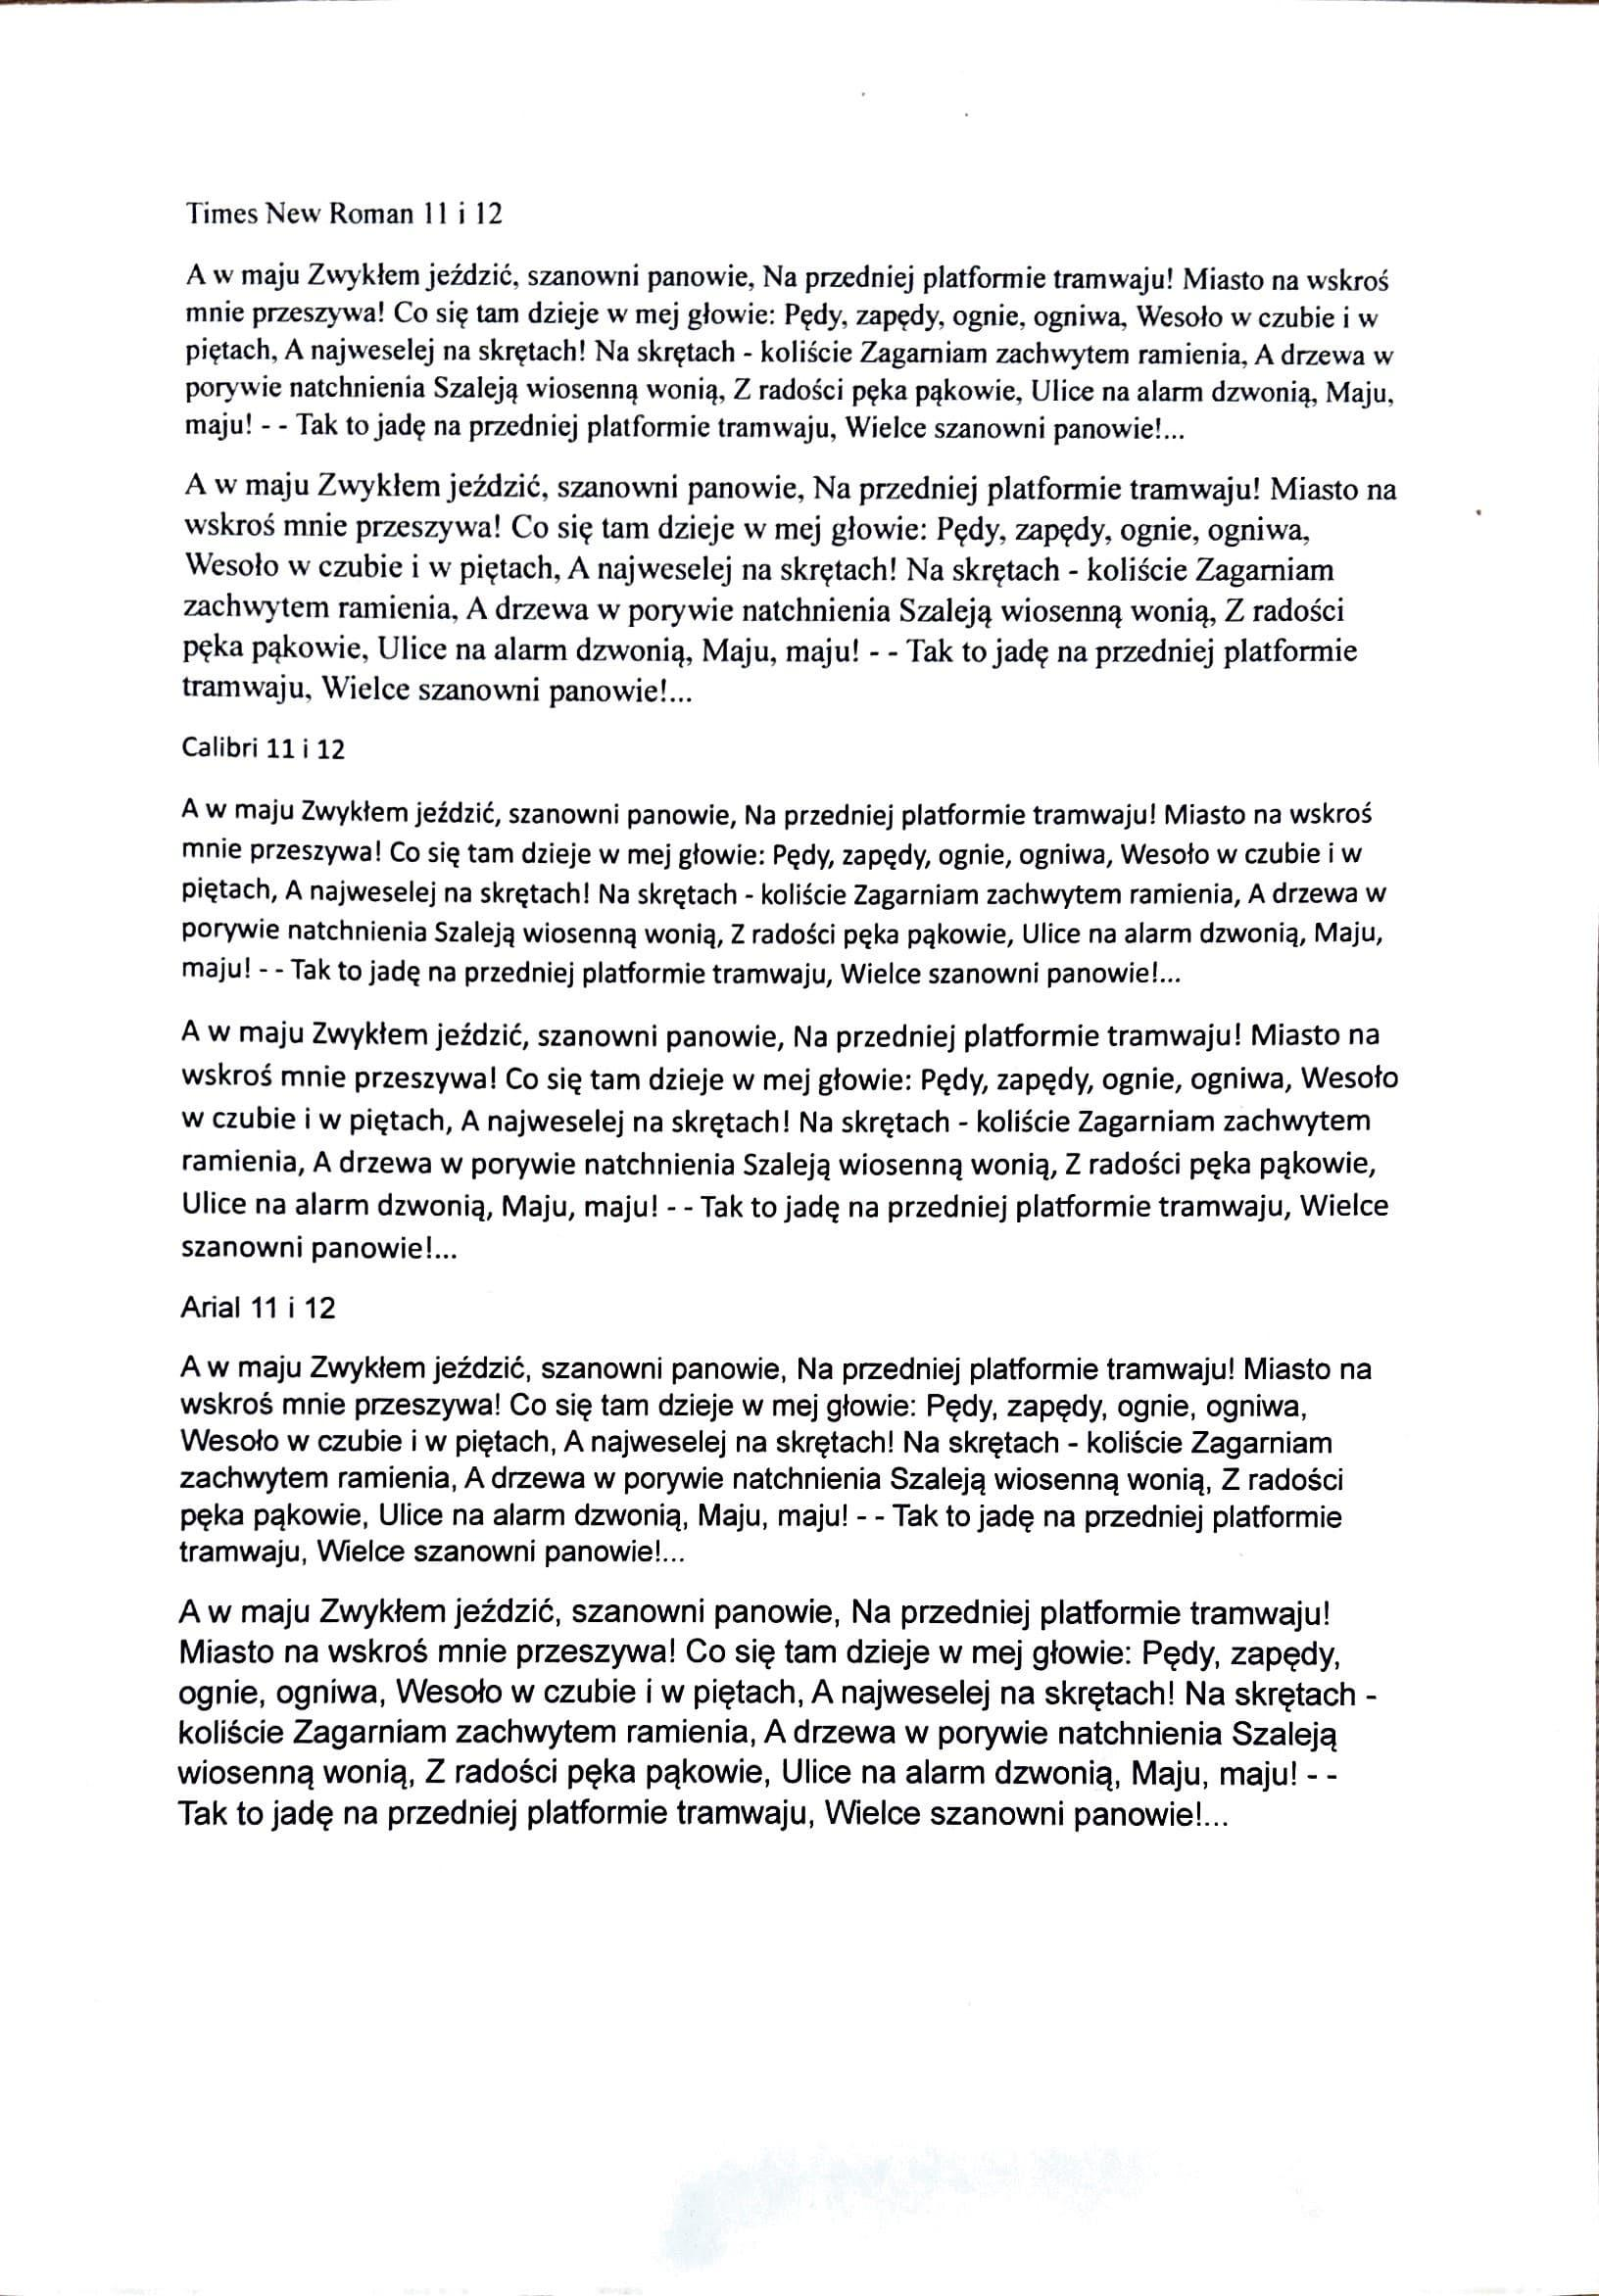 Times New Roman 11 i 12
A w maju Zwykłem jeździć, szanowni panowie, Na przedniej platformie tramwaju! Miasto na wskroś
mnie przeszywa! Co się tam dzieje w mej głowie: Pędy, zapędy, ognie, ogniwa, Wesoło w czubie i w
piętach, A najweselej na skrętach! Na skrętach - koliście Zagarniam zachwytem ramienia, A drzewa w
porywie natchnienia Szaleją wiosenną wonią, Z radości pęka pąkowie, Ulice na alarm dzwonią, Maju,
maju! - - Tak to jadę na przedniej platformie tramwaju, Wielce szanowni panowie!...
A w maju Zwykłem jeździć, szanowni panowie, Na przedniej platformie tramwaju! Miasto na
wskroś mnie przeszywa! Co się tam dzieje w mej głowie: Pędy, zapędy, ognie, ogniwa,
Wesoło w czubie i w piętach, A najweselej na skrętach! Na skrętach - koliście Zagarniam
zachwytem ramienia, A drzewa w porywie natchnienia Szaleją wiosenną wonią, Z radości
pęka pąkowie, Ulice na alarm dzwonią, Maju, maju! - - Tak to jadę na przedniej platformie
tramwaju, Wielce szanowni panowie!...
Calibri 11 i 12
A w maju Zwykłem jeździć, szanowni panowie, Na przedniej platformie tramwaju! Miasto na wskroś
mnie przeszywa! Co się tam dzieje w mej głowie: Pędy, zapędy, ognie, ogniwa, Wesoło w czubie i w
piętach, A najweselej na skrętach! Na skrętach - koliście Zagarniam zachwytem ramienia, A drzewa w
porywie natchnienia Szaleją wiosenną wonią, Z radości pęka pąkowie, Ulice na alarm dzwonią, Maju,
maju! - - Tak to jadę na przedniej platformie tramwaju, Wielce szanowni panowie!...
A w maju Zwykłem jeździć, szanowni panowie, Na przedniej platformie tramwaju! Miasto na
wskroś mnie przeszywa! Co się tam dzieje w mej głowie: Pędy, zapędy, ognie, ogniwa, Wesoło
w czubie i w piętach, A najweselej na skrętach! Na skrętach - koliście Zagarniam zachwytem
ramienia, A drzewa w porywie natchnienia Szaleją wiosenną wonią, Z radości pęka pąkowie,
Ulice na alarm dzwonią, Maju, maju! - - Tak to jadę na przedniej platformie tramwaju, Wielce
szanowni panowie!...
Arial 11 i 12
A w maju Zwykłem jeździć, szanowni panowie, Na przedniej platformie tramwaju! Miasto na
wskroś mnie przeszywa! Co się tam dzieje w mej głowie: Pędy, zapędy, ognie, ogniwa,
Wesoło w czubie i w piętach, A najweselej na skrętach! Na skrętach - koliście Zagarniam
zachwytem ramienia, A drzewa w porywie natchnienia Szaleją wiosenną wonią, Z radości
pęka pąkowie, Ulice na alarm dzwonią, Maju, maju! - - Tak to jadę na przedniej platformie
tramwaju, Wielce szanowni panowie!...
A w maju Zwykłem jeździć, szanowni panowie, Na przedniej platformie tramwaju!
Miasto na wskroś mnie przeszywa! Co się tam dzieje w mej głowie: Pędy, zapędy,
ognie, ogniwa, Wesoło w czubie i w piętach, A najweselej na skrętach! Na skrętach -
koliście Zagarniam zachwytem ramienia, A drzewa w porywie natchnienia Szaleją
wiosenną wonią, Z radości pęka pąkowie, Ulice na alarm dzwonią, Maju, maju! - -
Tak to jadę na przedniej platformie tramwaju, Wielce szanowni panowie!...